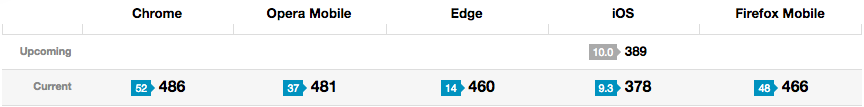 Chrome Opera Mobile Edge iOS Firefox Mobile
Upcoming 10.0 389
Current 52 486 37 481 14 460 9.3 378 48 466